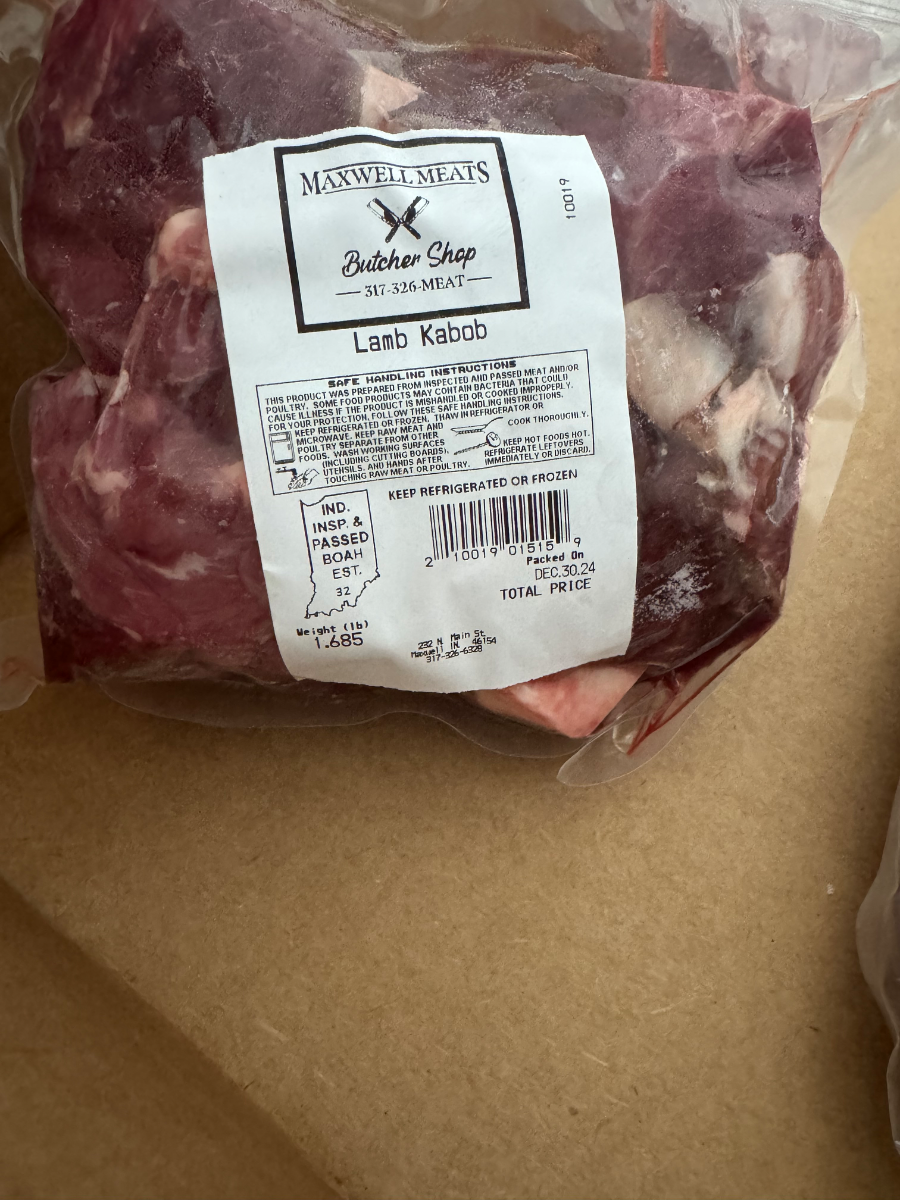 MAXWELL MEATS
Butcher Shop
317-326-MEAT
10019
Lamb Kabob
SAFE HANDLING INSTRUCTIONS
THIS PRODUCT WAS PREPARED FROM INSPECTED AND PASSED MEAT AND/OR
POULTRY. SOME FOOD PRODUCTS MAY CONTAIN BACTERIA THAT COULD
CAUSE ILLNESS IF THE PRODUCT IS MISHANDLED OR COOKED IMPROPERLY.
FOR YOUR PROTECTION, FOLLOW THESE SAFE HANDLING INSTRUCTIONS.
KEEP REFRIGERATED OR FROZEN. THAW IN REFRIGERATOR OR
MICROWAVE. KEEP RAW MEAT AND
POULTRY SEPARATE FROM OTHER
FOODS. WASH WORKING SURFACES
(INCLUDING CUTTING BOARDS),
UTENSILS, AND HANDS AFTER
TOUCHING RAW MEAT OR POULTRY.
COOK THOROUGHLY.
KEEP HOT FOODS HOT.
REFRIGERATE LEFTOVERS
IMMEDIATELY OR DISCARD.
KEEP REFRIGERATED OR FROZEN
IND.
INSP. &
PASSED
BOAH
EST.
32
2 10019 01515 9
Packed On
DEC.30.24
TOTAL PRICE
Weight (lb)
1.685
232 N. Main St
Maxwell IN 46154
317-326-6328